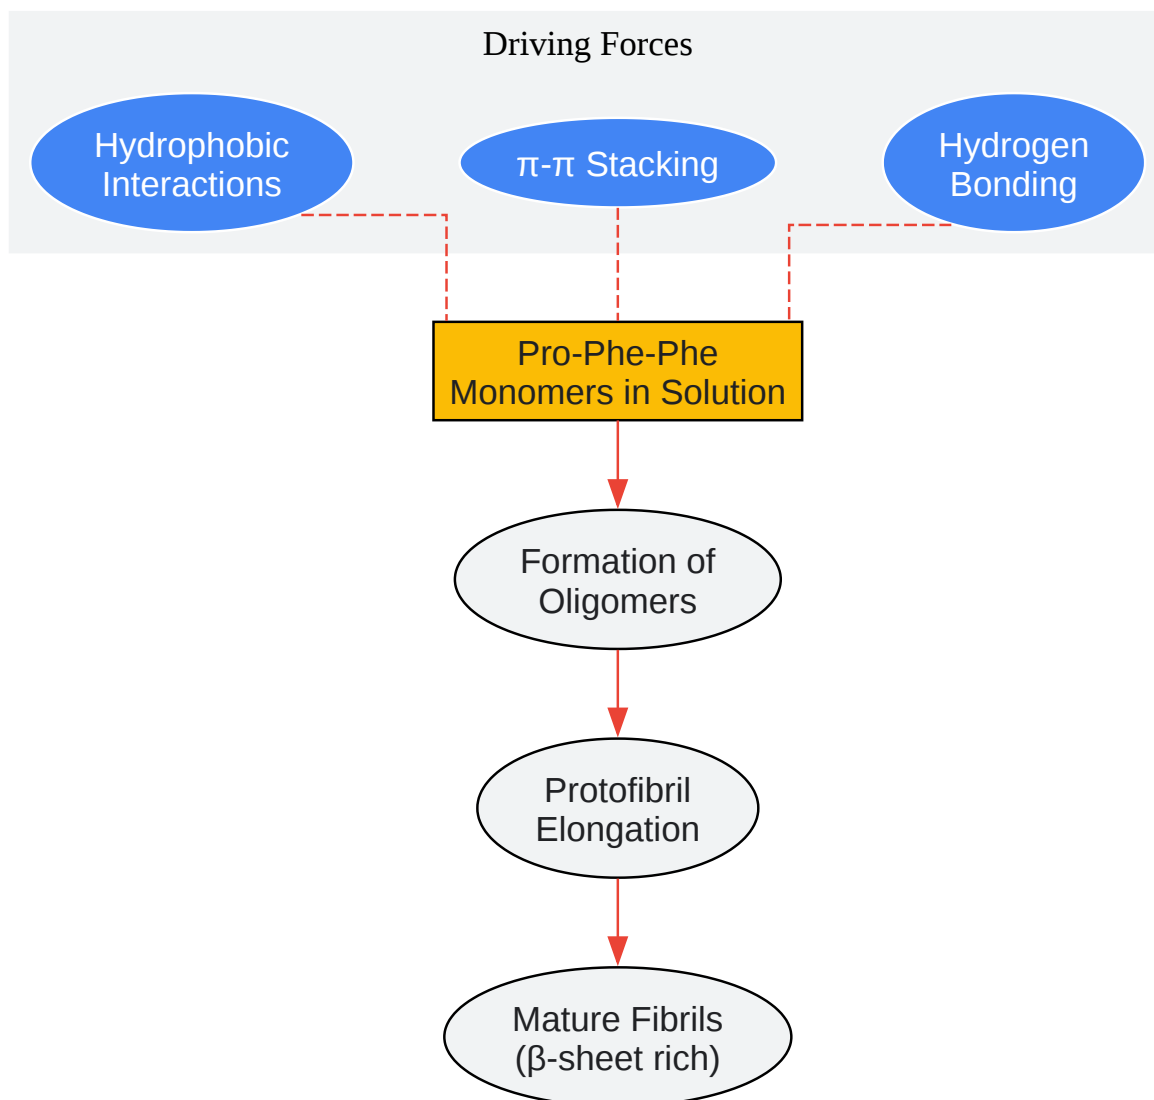 Driving Forces
Hydrophobic
Interactions
π-π Stacking
Hydrogen
Bonding
Pro-Phe-Phe
Monomers in Solution
Formation of
Oligomers
Protofibril
Elongation
Mature Fibrils
(β-sheet rich)